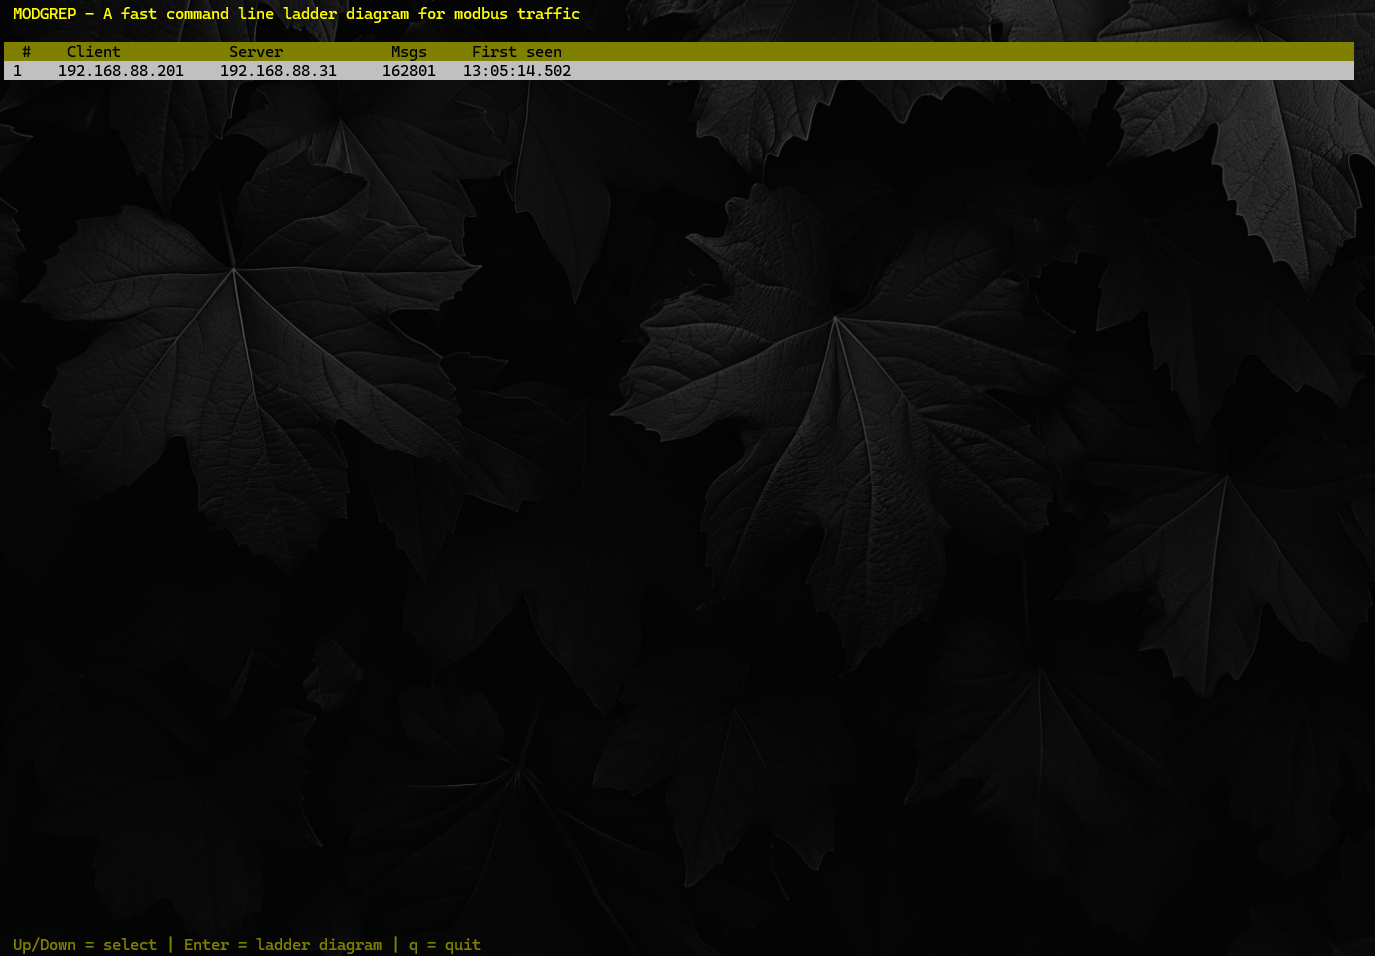 MODGREP - A fast command line ladder diagram for modbus traffic
# Client Server Msgs First seen
1 192.168.88.201 192.168.88.31 162801 13:05:14.502
Up/Down = select | Enter = ladder diagram | q = quit